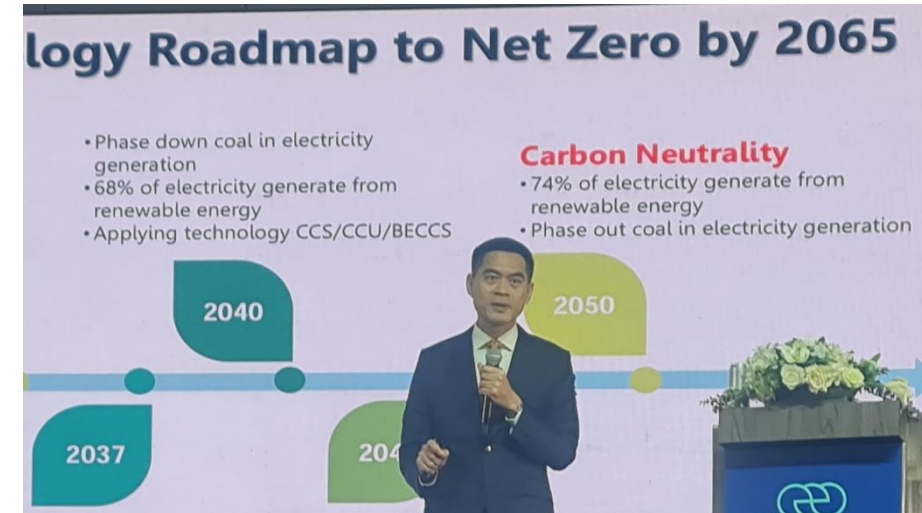 logy Roadmap to Net Zero by 2065
•Phase down coal in electricity
generation
•68% of electricity generate from
renewable energy
•Applying technology CCS/CCU/BECCS
Carbon Neutrality
•74% of electricity generate from
renewable energy
•Phase out coal in electricity generation
2040
2050
2037
204